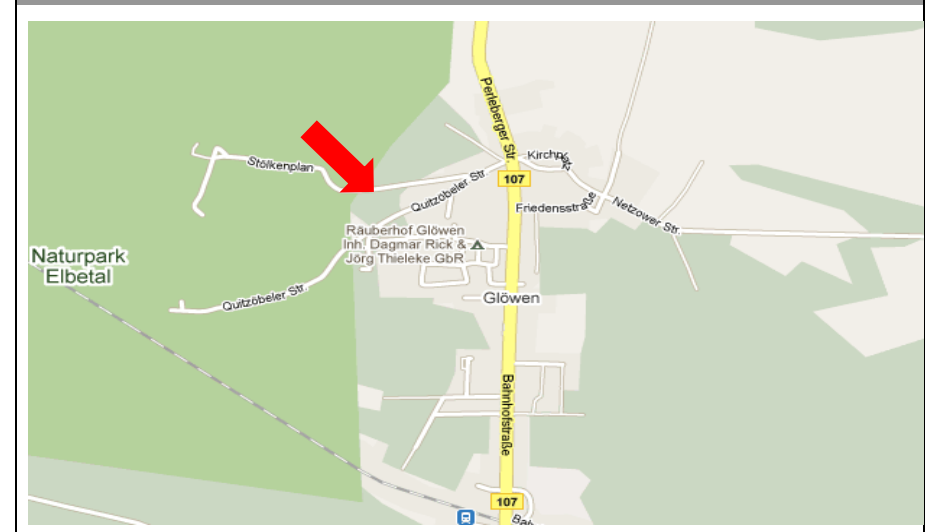 Perleberger Str.
Kirchplatz
107
Stölkenplan
Quitzöbeler Str
Friedensstraße
Netzower Str.
Räuberhof Glöwen
Inh. Dagmar Rick &
Jörg Thieleke GbR
Naturpark
Elbetal
Quitzöbeler Str.
Glöwen
Bahnhofstraße
107